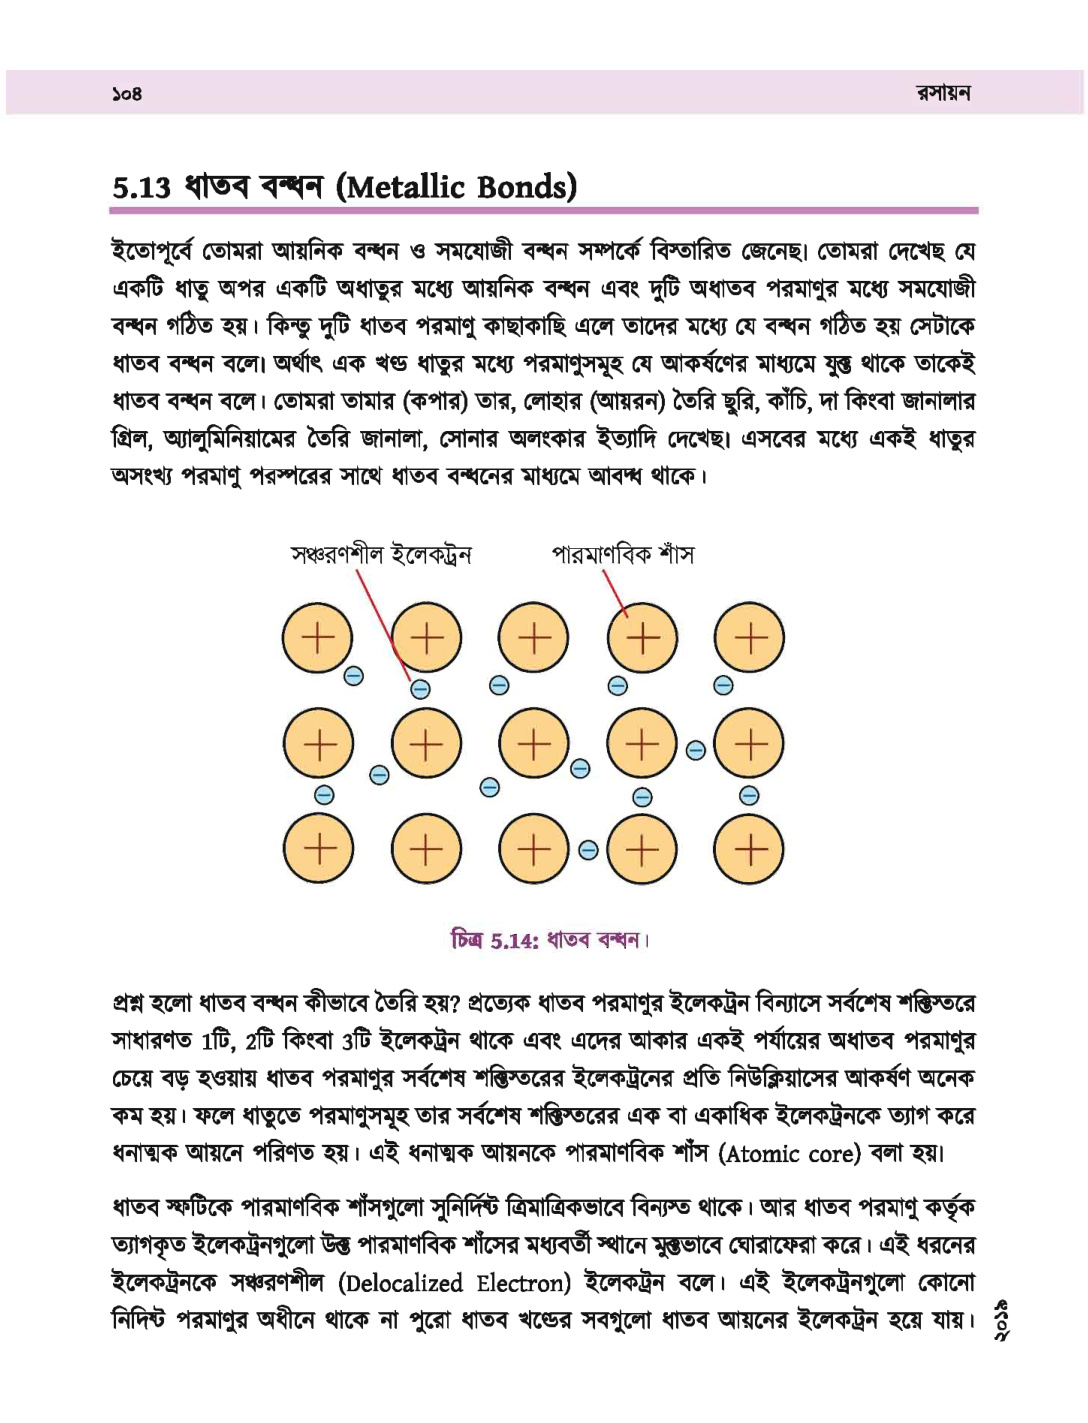 ১০৪
রসায়ন
5.13 ধাতব বন্ধন (Metallic Bonds)
ইতোপূর্বে তোমরা আয়নিক বন্ধন ও সমযোজী বন্ধন সম্পর্কে বিস্তারিত জেনেছ। তোমরা দেখেছ যে
একটি ধাতু অপর একটি অধাতুর মধ্যে আয়নিক বন্ধন এবং দুটি অধাতব পরমাণুর মধ্যে সমযোজী
বন্ধন গঠিত হয়। কিন্তু দুটি ধাতব পরমাণু কাছাকাছি এলে তাদের মধ্যে যে বন্ধন গঠিত হয় সেটাকে
ধাতব বন্ধন বলে। অর্থাৎ এক খণ্ড ধাতুর মধ্যে পরমাণুসমূহ যে আকর্ষণের মাধ্যমে যুক্ত থাকে তাকেই
ধাতব বন্ধন বলে। তোমরা তামার (কপার) তার, লোহার (আয়রন) তৈরি ছুরি, কাঁচি, দা কিংবা জানালার
গ্রিল, অ্যালুমিনিয়ামের তৈরি জানালা, সোনার অলংকার ইত্যাদি দেখেছ। এসবের মধ্যে একই ধাতুর
অসংখ্য পরমাণু পরস্পরের সাথে ধাতব বন্ধনের মাধ্যমে আবদ্ধ থাকে।
সঞ্চরণশীল ইলেকট্রন
পারমাণবিক শাঁস
চিত্র 5.14: ধাতব বন্ধন।
প্রশ্ন হলো ধাতব বন্ধন কীভাবে তৈরি হয়? প্রত্যেক ধাতব পরমাণুর ইলেকট্রন বিন্যাসে সর্বশেষ শক্তিস্তরে
সাধারণত 1টি, 2টি কিংবা 3টি ইলেকট্রন থাকে এবং এদের আকার একই পর্যায়ের অধাতব পরমাণুর
চেয়ে বড় হওয়ায় ধাতব পরমাণুর সর্বশেষ শক্তিস্তরের ইলেকট্রনের প্রতি নিউক্লিয়াসের আকর্ষণ অনেক
কম হয়। ফলে ধাতুতে পরমাণুসমূহ তার সর্বশেষ শক্তিস্তরের এক বা একাধিক ইলেকট্রনকে ত্যাগ করে
ধনাত্মক আয়নে পরিণত হয়। এই ধনাত্মক আয়নকে পারমাণবিক শাঁস (Atomic core) বলা হয়।
ধাতব স্ফটিকে পারমাণবিক শাঁসগুলো সুনির্দিষ্ট ত্রিমাত্রিকভাবে বিন্যস্ত থাকে। আর ধাতব পরমাণু কর্তৃক
ত্যাগকৃত ইলেকট্রনগুলো উক্ত পারমাণবিক শাঁসের মধ্যবর্তী স্থানে মুক্তভাবে ঘোরাফেরা করে। এই ধরনের
ইলেকট্রনকে সঞ্চরণশীল (Delocalized Electron) ইলেকট্রন বলে। এই ইলেকট্রনগুলো কোনো
নির্দিষ্ট পরমাণুর অধীনে থাকে না পুরো ধাতব খণ্ডের সবগুলো ধাতব আয়নের ইলেকট্রন হয়ে যায়।
২০১৯